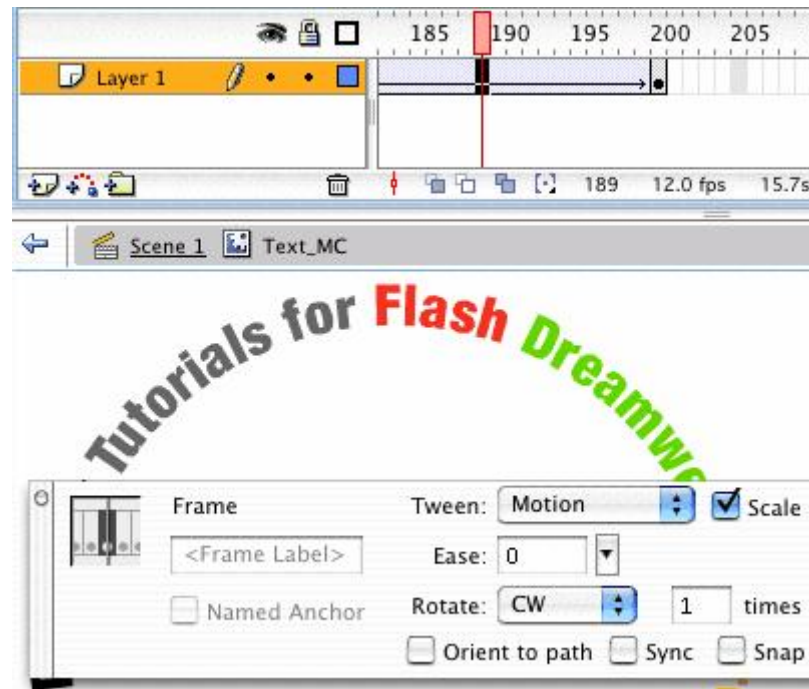 185 190 195 200 205
Layer 1
189 12.0 fps 15.7s
Scene 1 Text_MC
Tutorials for Flash Dreamwe
Frame Tween: Motion Scale
<Frame Label> Ease: 0
Named Anchor Rotate: CW 1 times
Orient to path Sync Snap